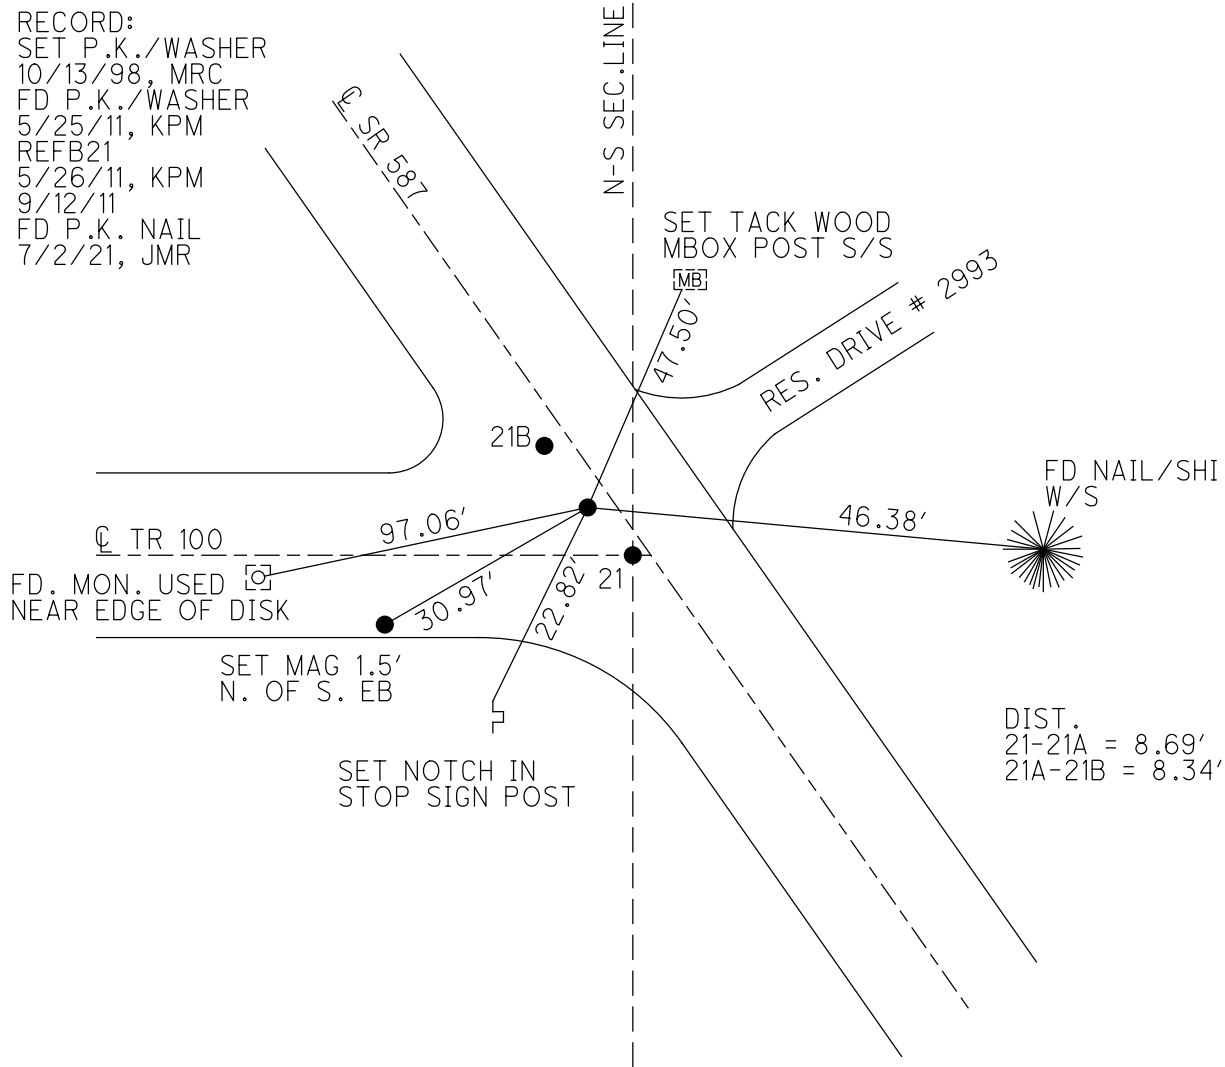 RECORD:
SET P.K./WASHER
10/13/98, MRC
FD P.K./WASHER
5/25/11, KPM
REFB21
5/26/11, KPM
9/12/11
FD P.K. NAIL
7/2/21, JMR
℄ SR 587
N-S SEC.LINE
SET TACK WOOD
MBOX POST S/S
MB
47.50'
RES. DRIVE # 2993
21B
FD NAIL/SHI
W/S
46.38'
97.06'
℄ TR 100
FD. MON. USED
NEAR EDGE OF DISK
30.97'
22.82'
21
SET MAG 1.5'
N. OF S. EB
SET NOTCH IN
STOP SIGN POST
DIST.
21-21A = 8.69'
21A-21B = 8.34'